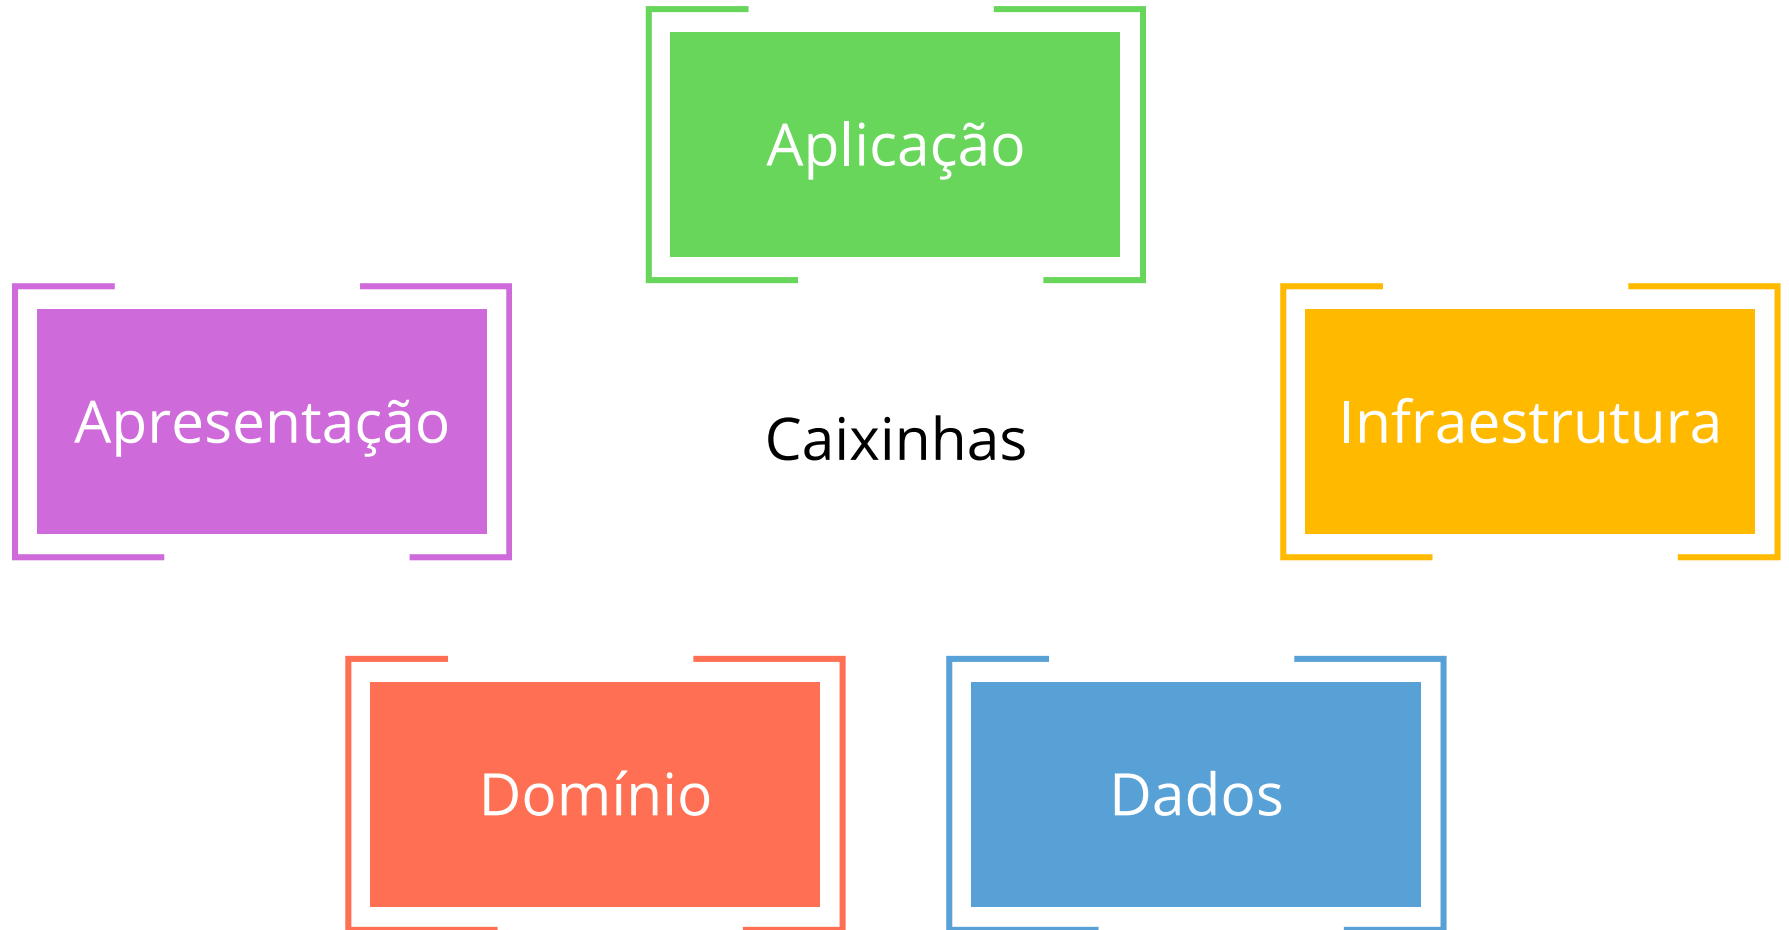 Aplicação
Apresentação
Caixinhas
Infraestrutura
Domínio
Dados